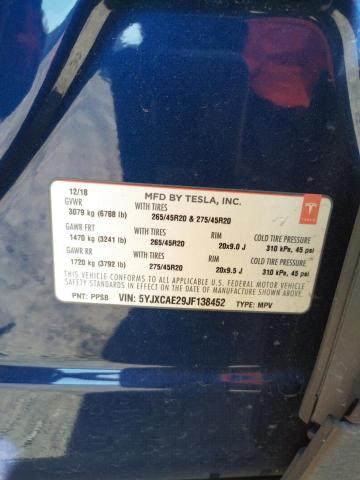 12/18 MFD BY TESLA, INC.
GVWR WITH TIRES
3079 kg (6788 lb) 265/45R20 & 275/45R20
TESLA
GAWR FRT WITH TIRES RIM COLD TIRE PRESSURE
1470 kg (3241 lb) 265/45R20 20x9.0 J 310 kPa, 45 psi
GAWR RR WITH TIRES RIM COLD TIRE PRESSURE
1720 kg (3792 lb) 275/45R20 20x9.5 J 310 kPa, 45 psi
THIS VEHICLE CONFORMS TO ALL APPLICABLE U.S. FEDERAL MOTOR VEHICLE
SAFETY STANDARDS IN EFFECT ON THE DATE OF MANUFACTURE SHOWN ABOVE.
PNT: PPSB VIN: 5YJXCAE29JF138452 TYPE: MPV